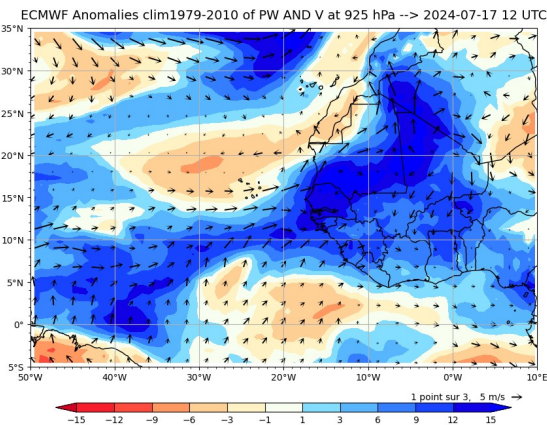 ECMWF Anomalies clim1979-2010 of PW AND V at 925 hPa --> 2024-07-17 12 UTC
35°N
30°N
25°N
20°N
15°N
10°N
5°N
0°
5°S
50°W 40°W 30°W 20°W 10°W 0°W 10°E
1 point sur 3, 5 m/s
−15 −12 −9 −6 −3 −1 1 3 6 9 12 15